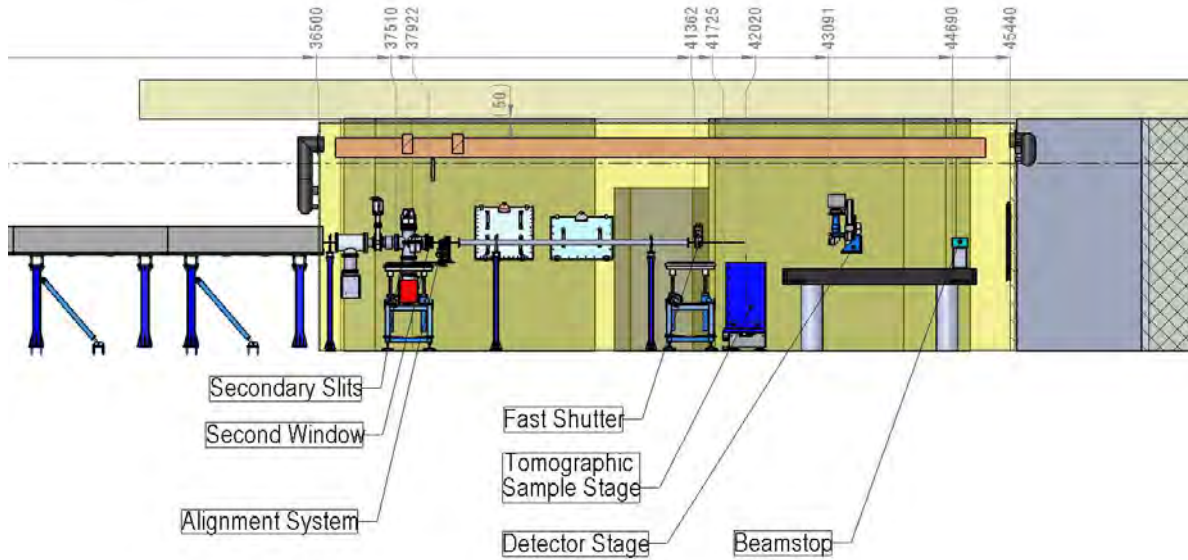 36500
37510
37922
41362
41725
42020
43091
44690
45440
150
Secondary Slits
Second Window
Alignment System
Fast Shutter
Tomographic
Sample Stage
Detector Stage
Beamstop